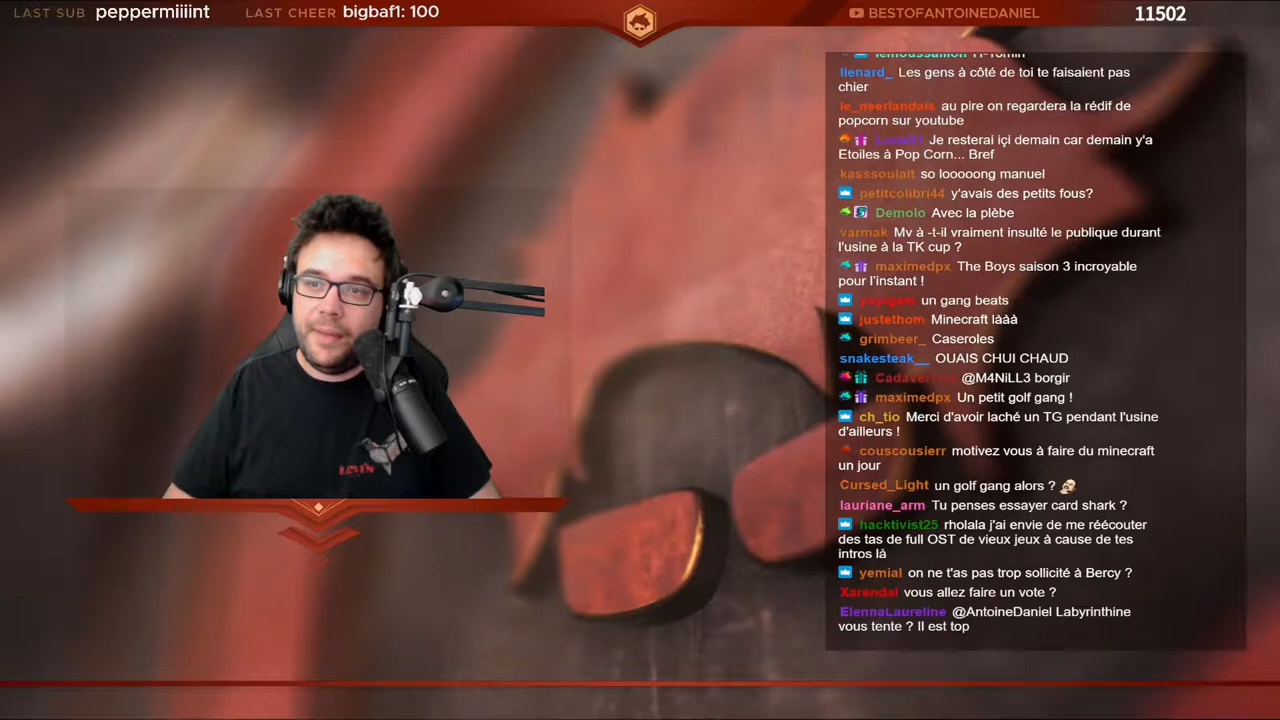 LAST SUB peppermiiiint LAST CHEER bigbaf1: 100 BESTOFANTOINEDANIEL 11502
lienard_ Les gens à côté de toi te faisaient pas
chier
le_neerlandais au pire on regardera la rédif de
popcorn sur youtube
Je resterai içi demain car demain y'a
Etoiles à Pop Corn... Bref
kasssoulait so looooong manuel
petitcolibri44 y'avais des petits fous?
Demolo Avec la plèbe
varmak Mv à -t-il vraiment insulté le publique durant
l'usine à la TK cup ?
maximedpx The Boys saison 3 incroyable
pour l'instant !
yoyigam un gang beats
justethom Minecraft lààà
grimbeer_ Caseroles
snakesteak__ OUAIS CHUI CHAUD
@M4NiLL3 borgir
maximedpx Un petit golf gang !
ch_tio Merci d'avoir laché un TG pendant l'usine
d'ailleurs !
couscousierr motivez vous à faire du minecraft
un jour
Cursed_Light un golf gang alors ?
lauriane_arm Tu penses essayer card shark ?
hacktivist25 rholala j'ai envie de me réécouter
des tas de full OST de vieux jeux à cause de tes
intros là
yemial on ne t'as pas trop sollicité à Bercy ?
Xarendal vous allez faire un vote ?
ElennaLaureline @AntoineDaniel Labyrinthine
vous tente ? Il est top